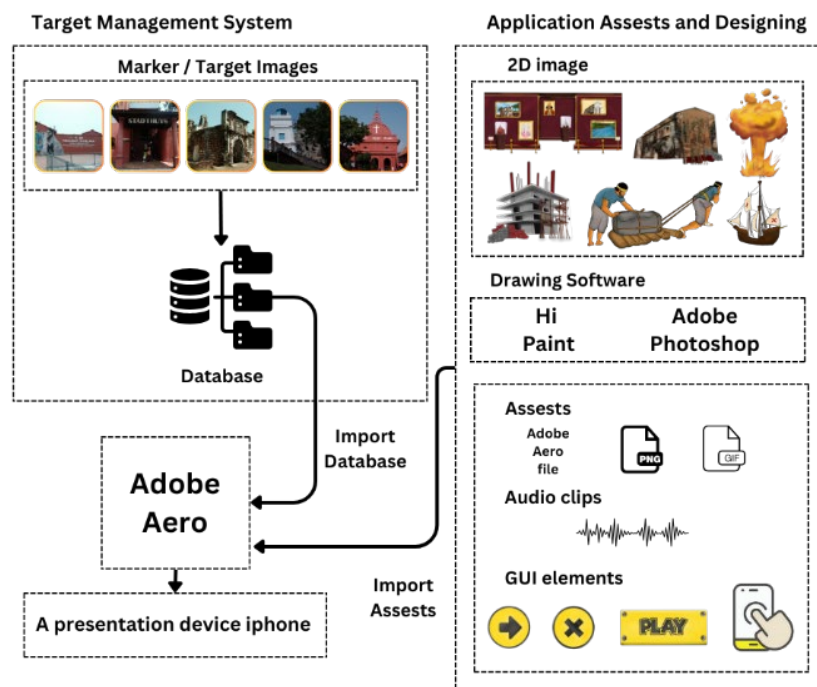 Target Management System
Marker / Target Images
STADTHUYS
Database
Import
Database
Adobe
Aero
A presentation device iphone
Application Assests and Designing
2D image
Drawing Software
Hi
Paint
Adobe
Photoshop
Assests
Adobe
Aero
file
PNG
GIF
Audio clips
GUI elements
PLAY
Import
Assests